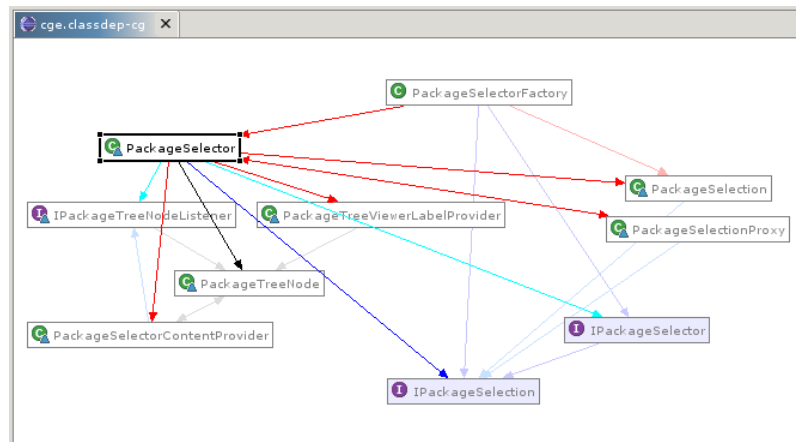 cge.classdep-cg
PackageSelectorFactory
PackageSelector
PackageSelection
IPackageTreeNodeListener
PackageTreeViewerLabelProvider
PackageSelectionProxy
PackageTreeNode
PackageSelectorContentProvider
IPackageSelector
IPackageSelection